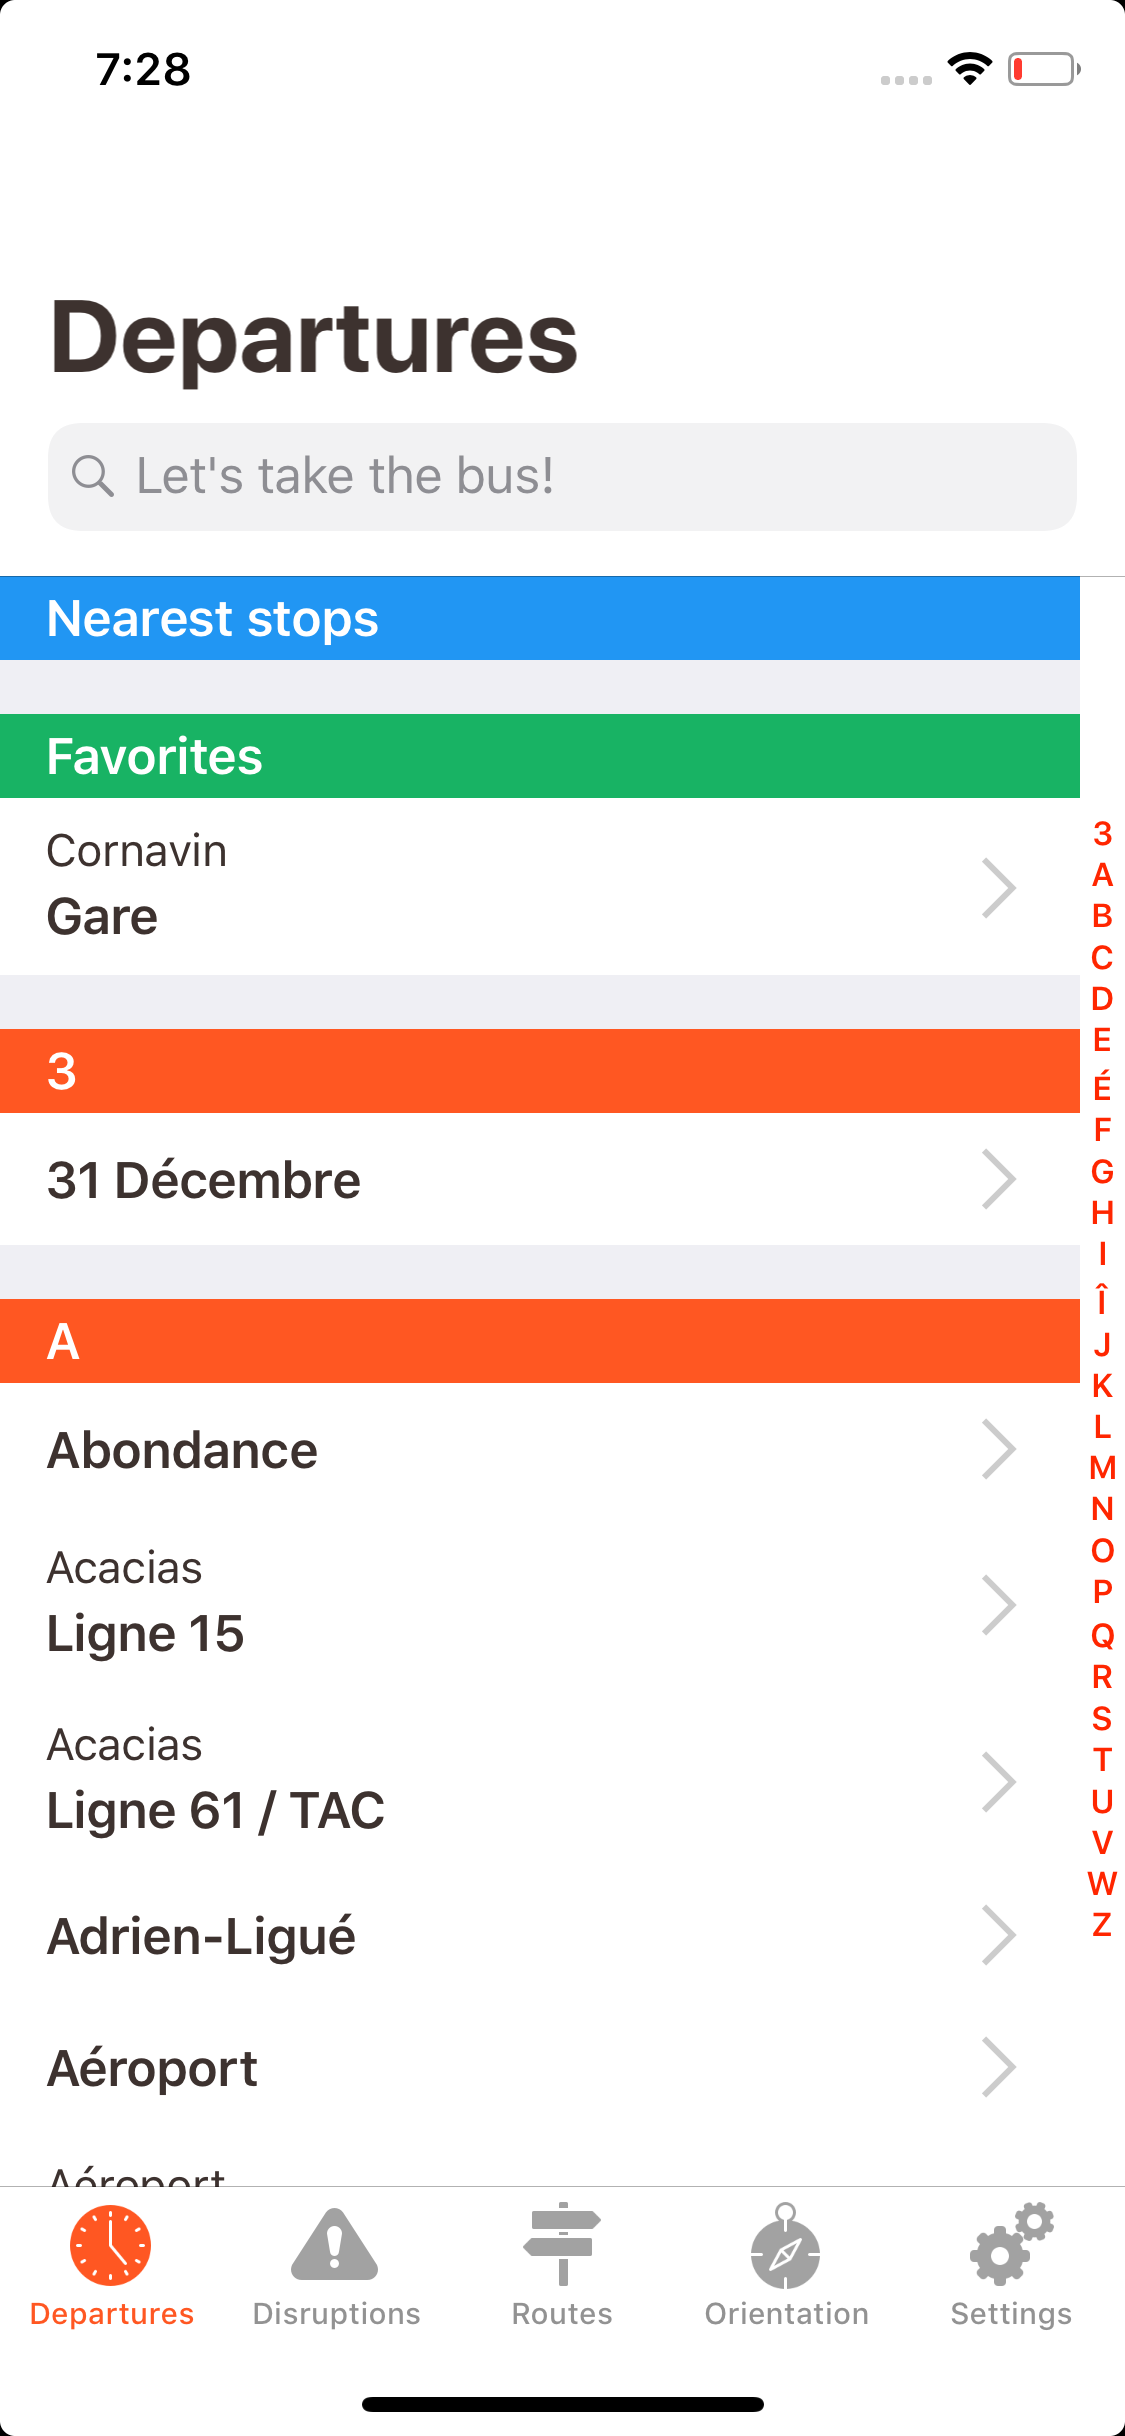 7:28
Departures
Let's take the bus!
Nearest stops
Favorites
Cornavin
Gare
3
31 Décembre
A
Abondance
Acacias
Ligne 15
Acacias
Ligne 61 / TAC
Adrien-Ligué
Aéroport
Aéroport
3
A
B
C
D
E
É
F
G
H
I
Î
J
K
L
M
N
O
P
Q
R
S
T
U
V
W
Z
Departures
Disruptions
Routes
Orientation
Settings